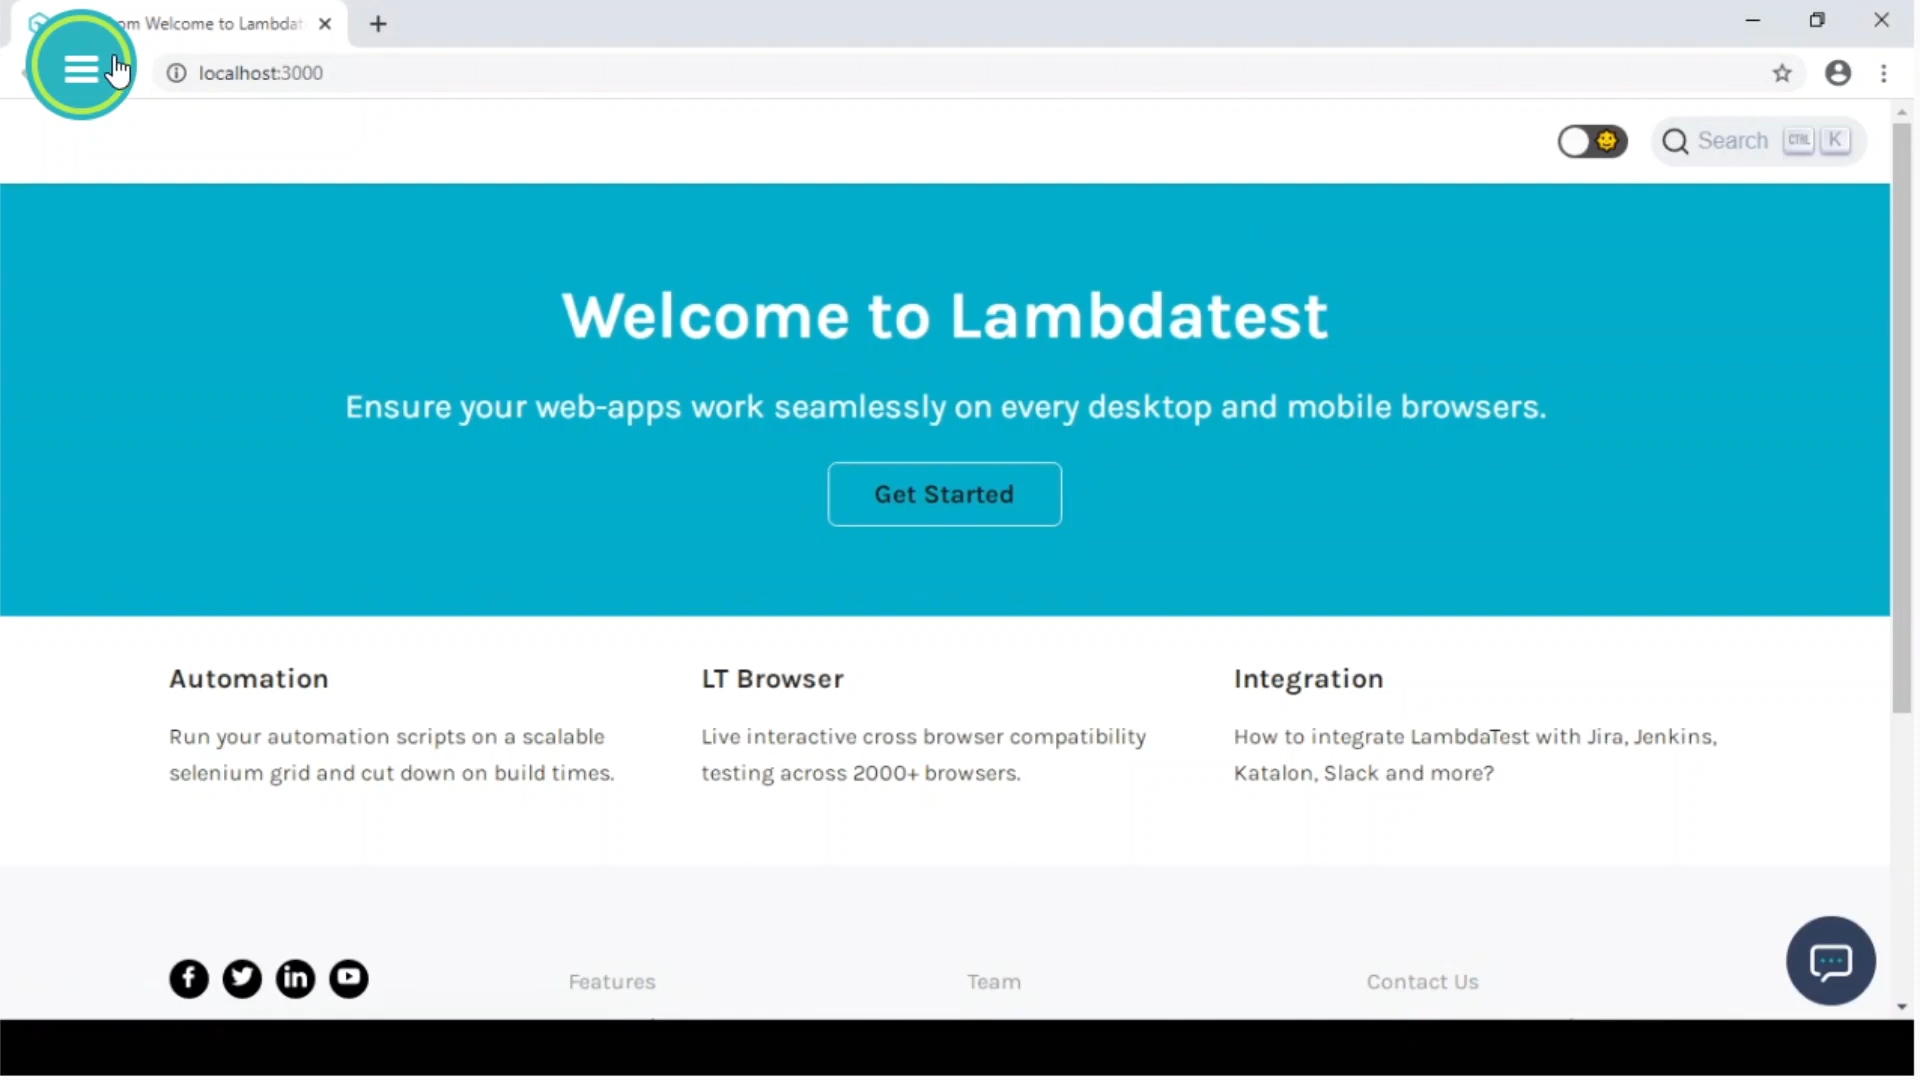 om Welcome to Lambdat
localhost:3000
Search CTRL K
Welcome to Lambdatest
Ensure your web-apps work seamlessly on every desktop and mobile browsers.
Get Started
Automation
Run your automation scripts on a scalable
selenium grid and cut down on build times.
LT Browser
Live interactive cross browser compatibility
testing across 2000+ browsers.
Integration
How to integrate LambdaTest with Jira, Jenkins,
Katalon, Slack and more?
Features
Team
Contact Us